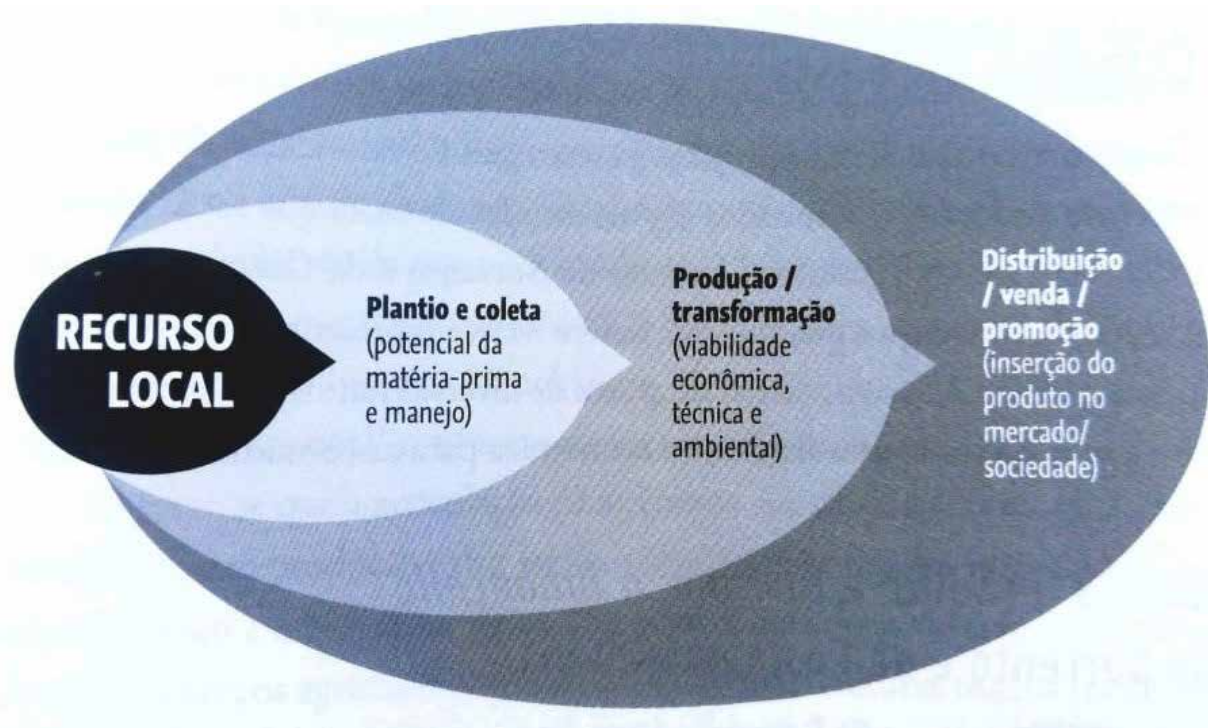 RECURSO
LOCAL
Plantio e coleta
(potencial da
matéria-prima
e manejo)
Produção /
transformação
(viabilidade
econômica,
técnica e
ambiental)
Distribuição
/ venda /
promoção
(inserção do
produto no
mercado/
sociedade)